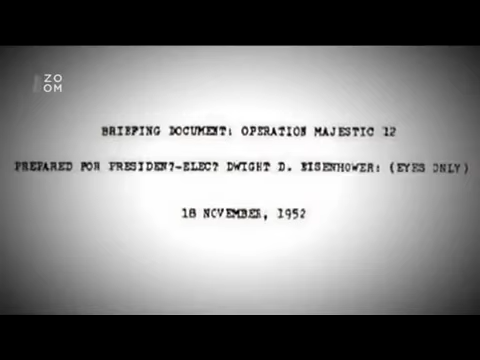 ZO
OM
BRIEFING DOCUMENT: OPERATION MAJESTIC 12
PREPARED FOR PRESIDENT-ELECT DWIGHT D. EISENHOWER: (EYES ONLY)
18 NOVEMBER, 1952